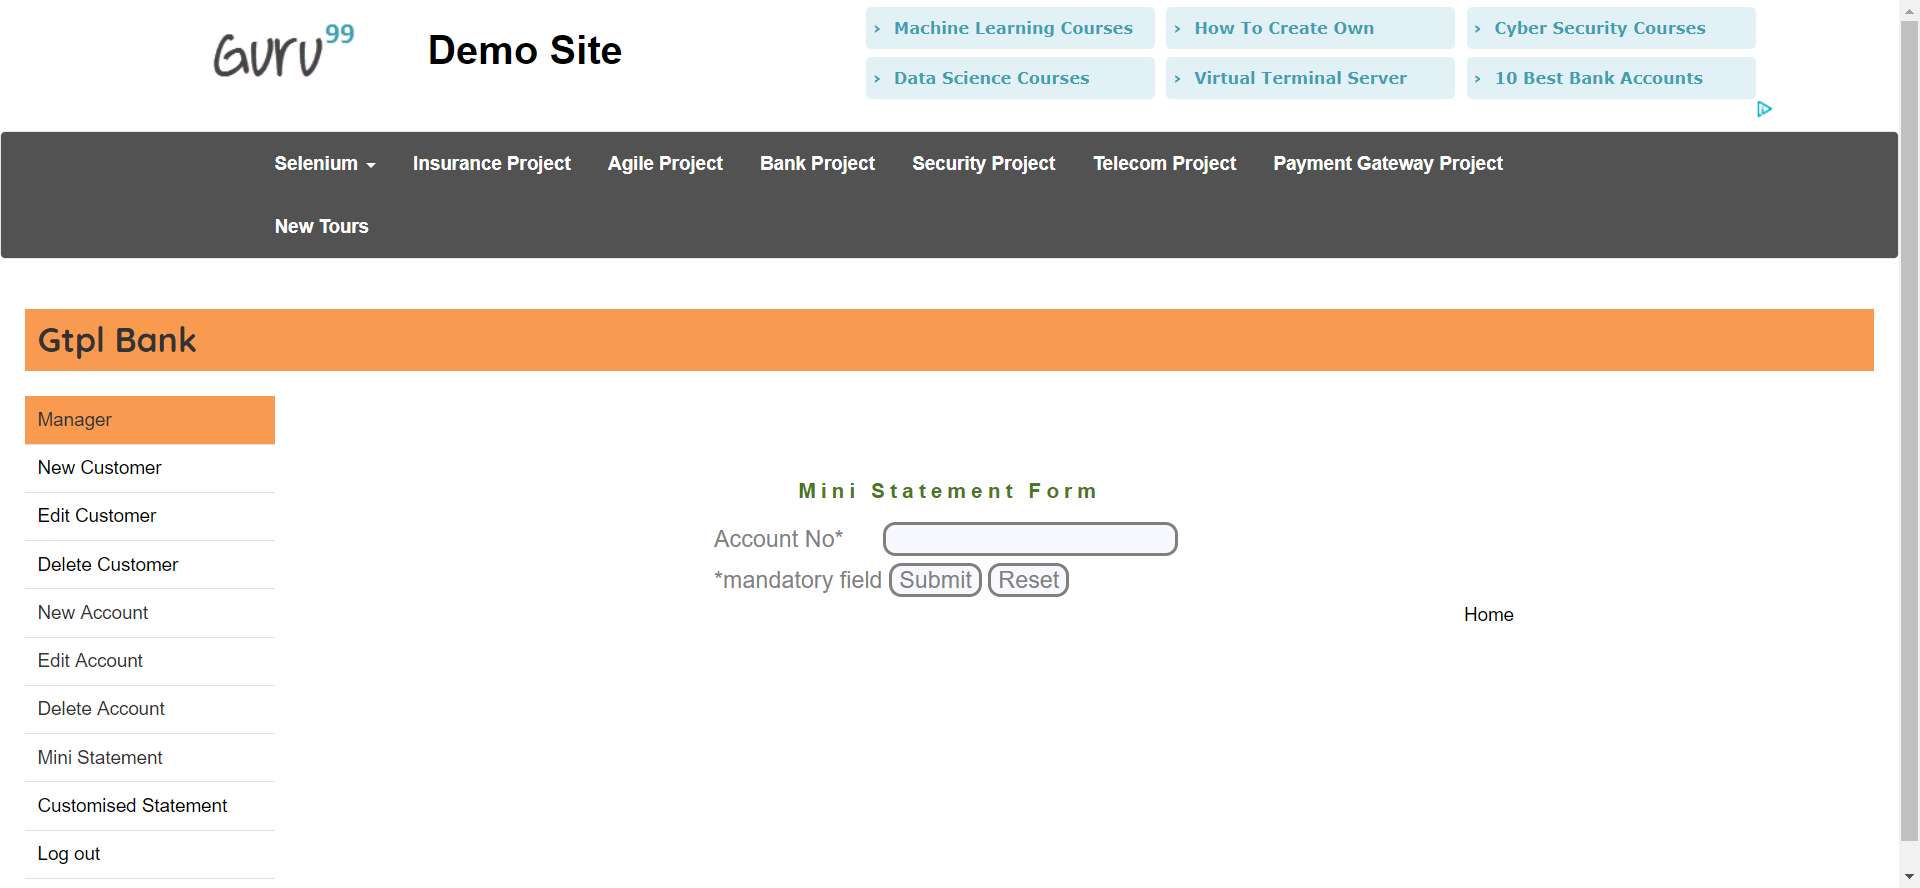 Guru99
Demo Site
› Machine Learning Courses
› How To Create Own
› Cyber Security Courses
› Data Science Courses
› Virtual Terminal Server
› 10 Best Bank Accounts
Selenium
Insurance Project
Agile Project
Bank Project
Security Project
Telecom Project
Payment Gateway Project
New Tours
Gtpl Bank
Manager
New Customer
Edit Customer
Delete Customer
New Account
Edit Account
Delete Account
Mini Statement
Customised Statement
Log out
Mini Statement Form
Account No*
*mandatory field Submit Reset
Home